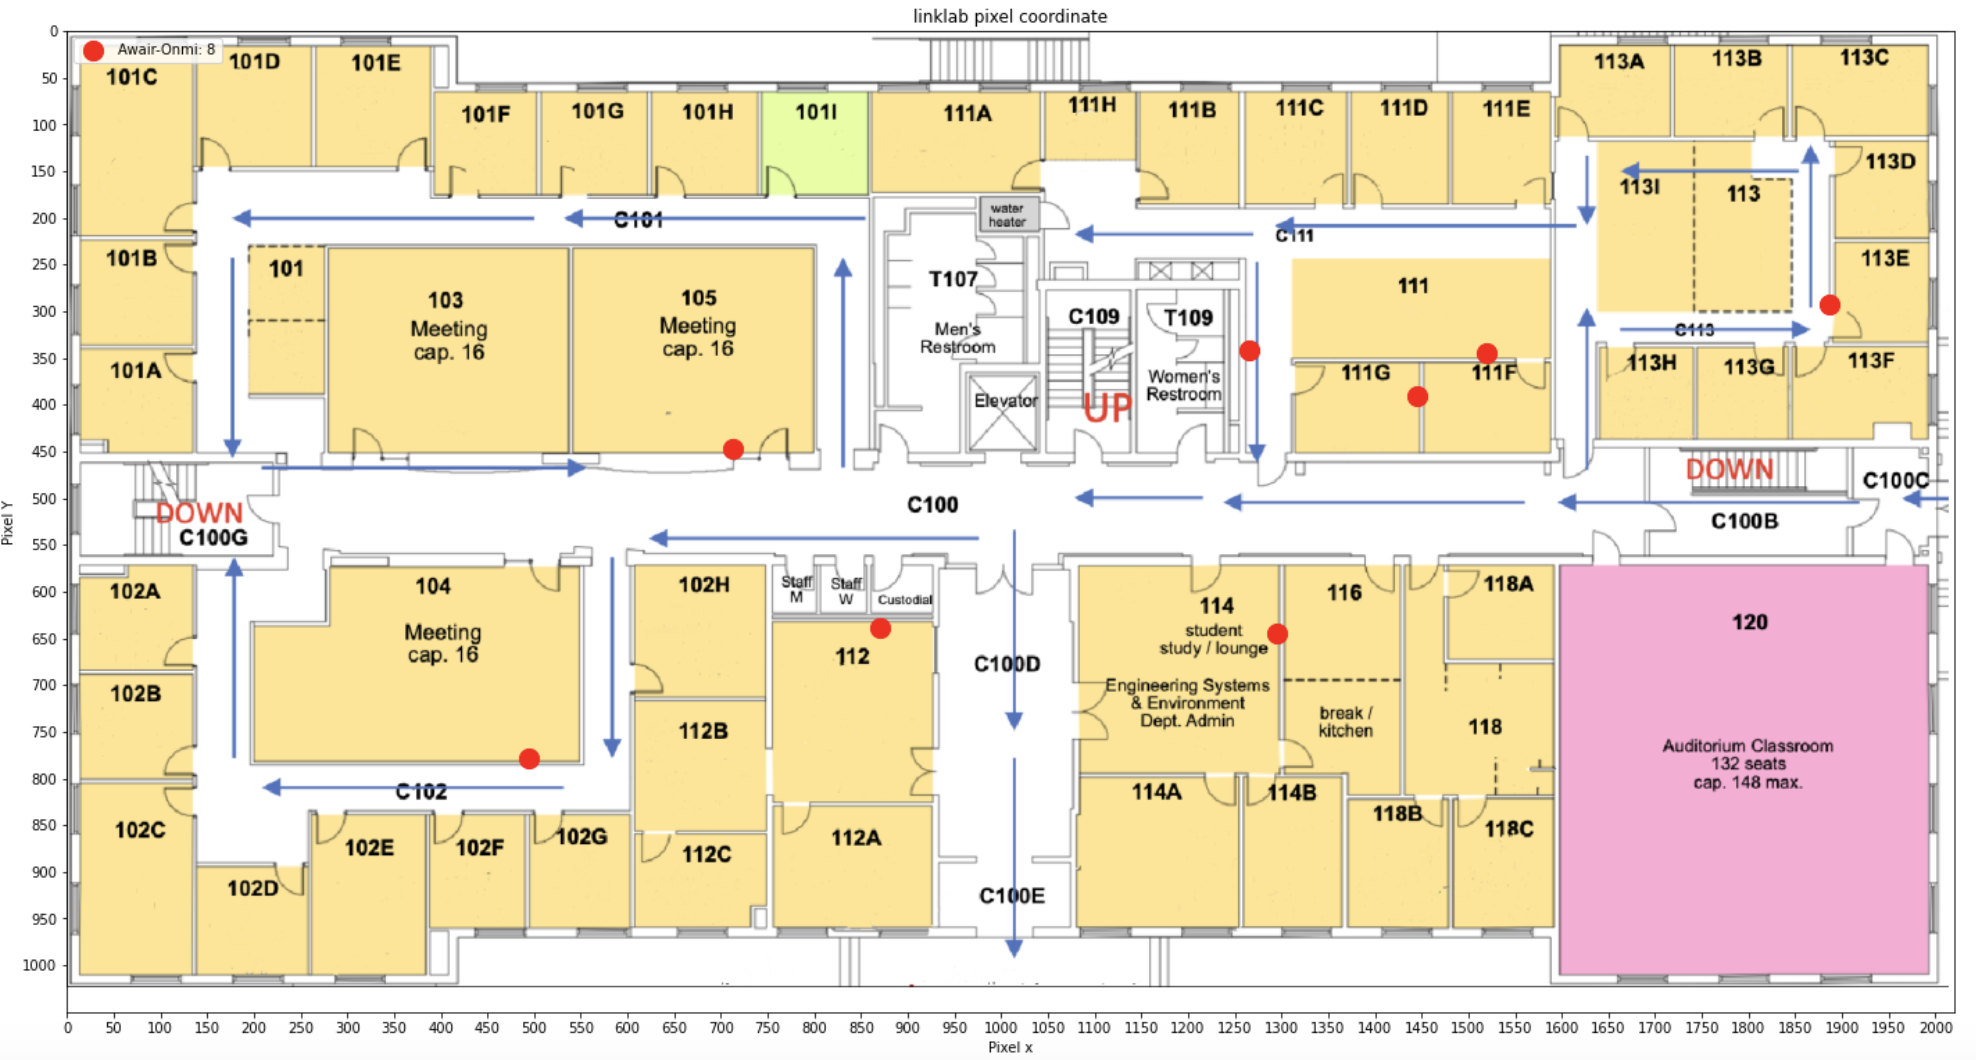 linklab pixel coordinate
Awair-Onmi: 8
101C
101D
101E
101F
101G
101H
101I
111A
111H
111B
111C
111D
111E
113A
113B
113C
113D
113I
113
113E
C101
water
heater
C111
101B
101
103
Meeting
cap. 16
105
Meeting
cap. 16
T107
Men's
Restroom
C109
T109
Women's
Restroom
111
C113
101A
Elevator
UP
111G
111F
113H
113G
113F
DOWN
C100G
C100
DOWN
C100C
C100B
102A
104
Meeting
cap. 16
102H
Staff
M
Staff
W
Custodial
112
C100D
114
student
study / lounge
Engineering Systems
& Environment
Dept. Admin
116
break /
kitchen
118A
118
120
Auditorium Classroom
132 seats
cap. 148 max.
102B
112B
C102
102C
102E
102F
102G
112C
112A
102D
C100E
114A
114B
118B
118C
Pixel Y
0
50
100
150
200
250
300
350
400
450
500
550
600
650
700
750
800
850
900
950
1000
0 50 100 150 200 250 300 350 400 450 500 550 600 650 700 750 800 850 900 950 1000 1050 1100 1150 1200 1250 1300 1350 1400 1450 1500 1550 1600 1650 1700 1750 1800 1850 1900 1950 2000
Pixel x